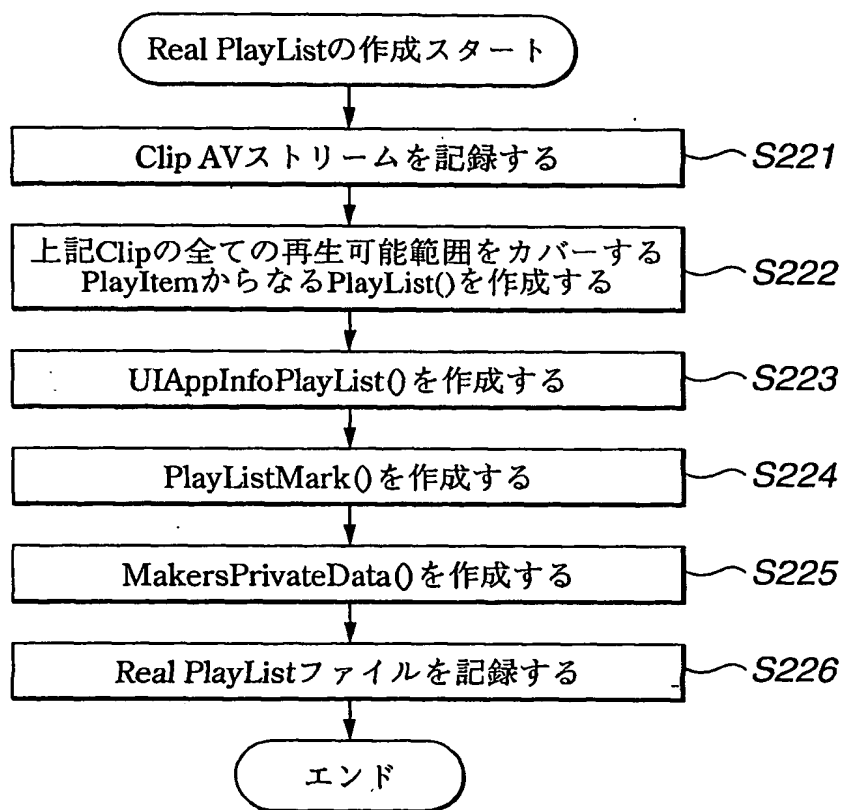 Real PlayListの作成スタート
Clip AVストリームを記録する
S221
上記Clipの全ての再生可能範囲をカバーする
PlayItemからなるPlayList()を作成する
S222
UIAppInfoPlayList()を作成する
S223
PlayListMark()を作成する
S224
MakersPrivateData()を作成する
S225
Real PlayListファイルを記録する
S226
エンド